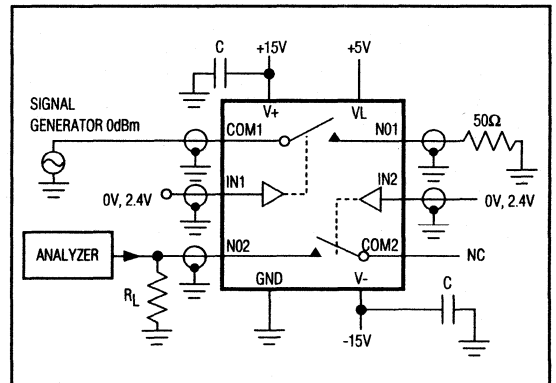 C
+15V
+5V
SIGNAL
GENERATOR 0dBm
V+
VL
COM1
N01
50Ω
IN1
IN2
0V, 2.4V
0V, 2.4V
ANALYZER
N02
COM2
NC
RL
GND
V-
C
-15V